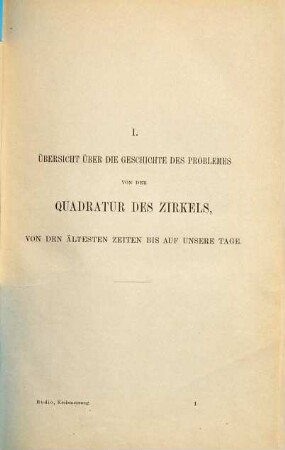 I.
ÜBERSICHT ÜBER DIE GESCHICHTE DES PROBLEMES
VON DER
QUADRATUR DES ZIRKELS,
VON DEN ÄLTESTEN ZEITEN BIS AUF UNSERE TAGE.
Rudio, Kreismessung 1